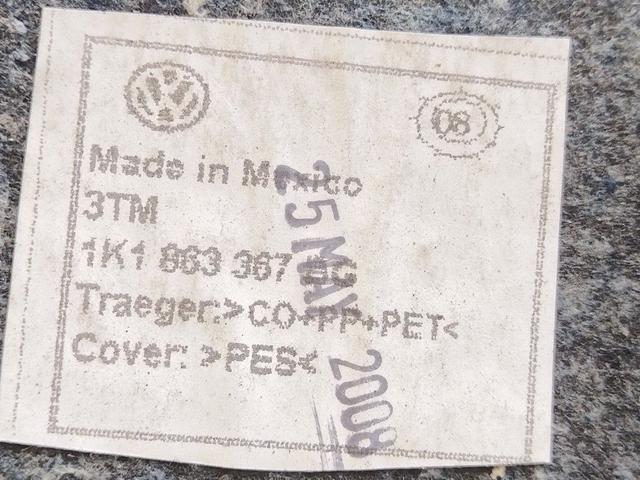 VW
08
Made in Mexico
3TM
1K1 863 367
Traeger:>CO+PP+PET<
Cover: >PES<
25 MAY 2008